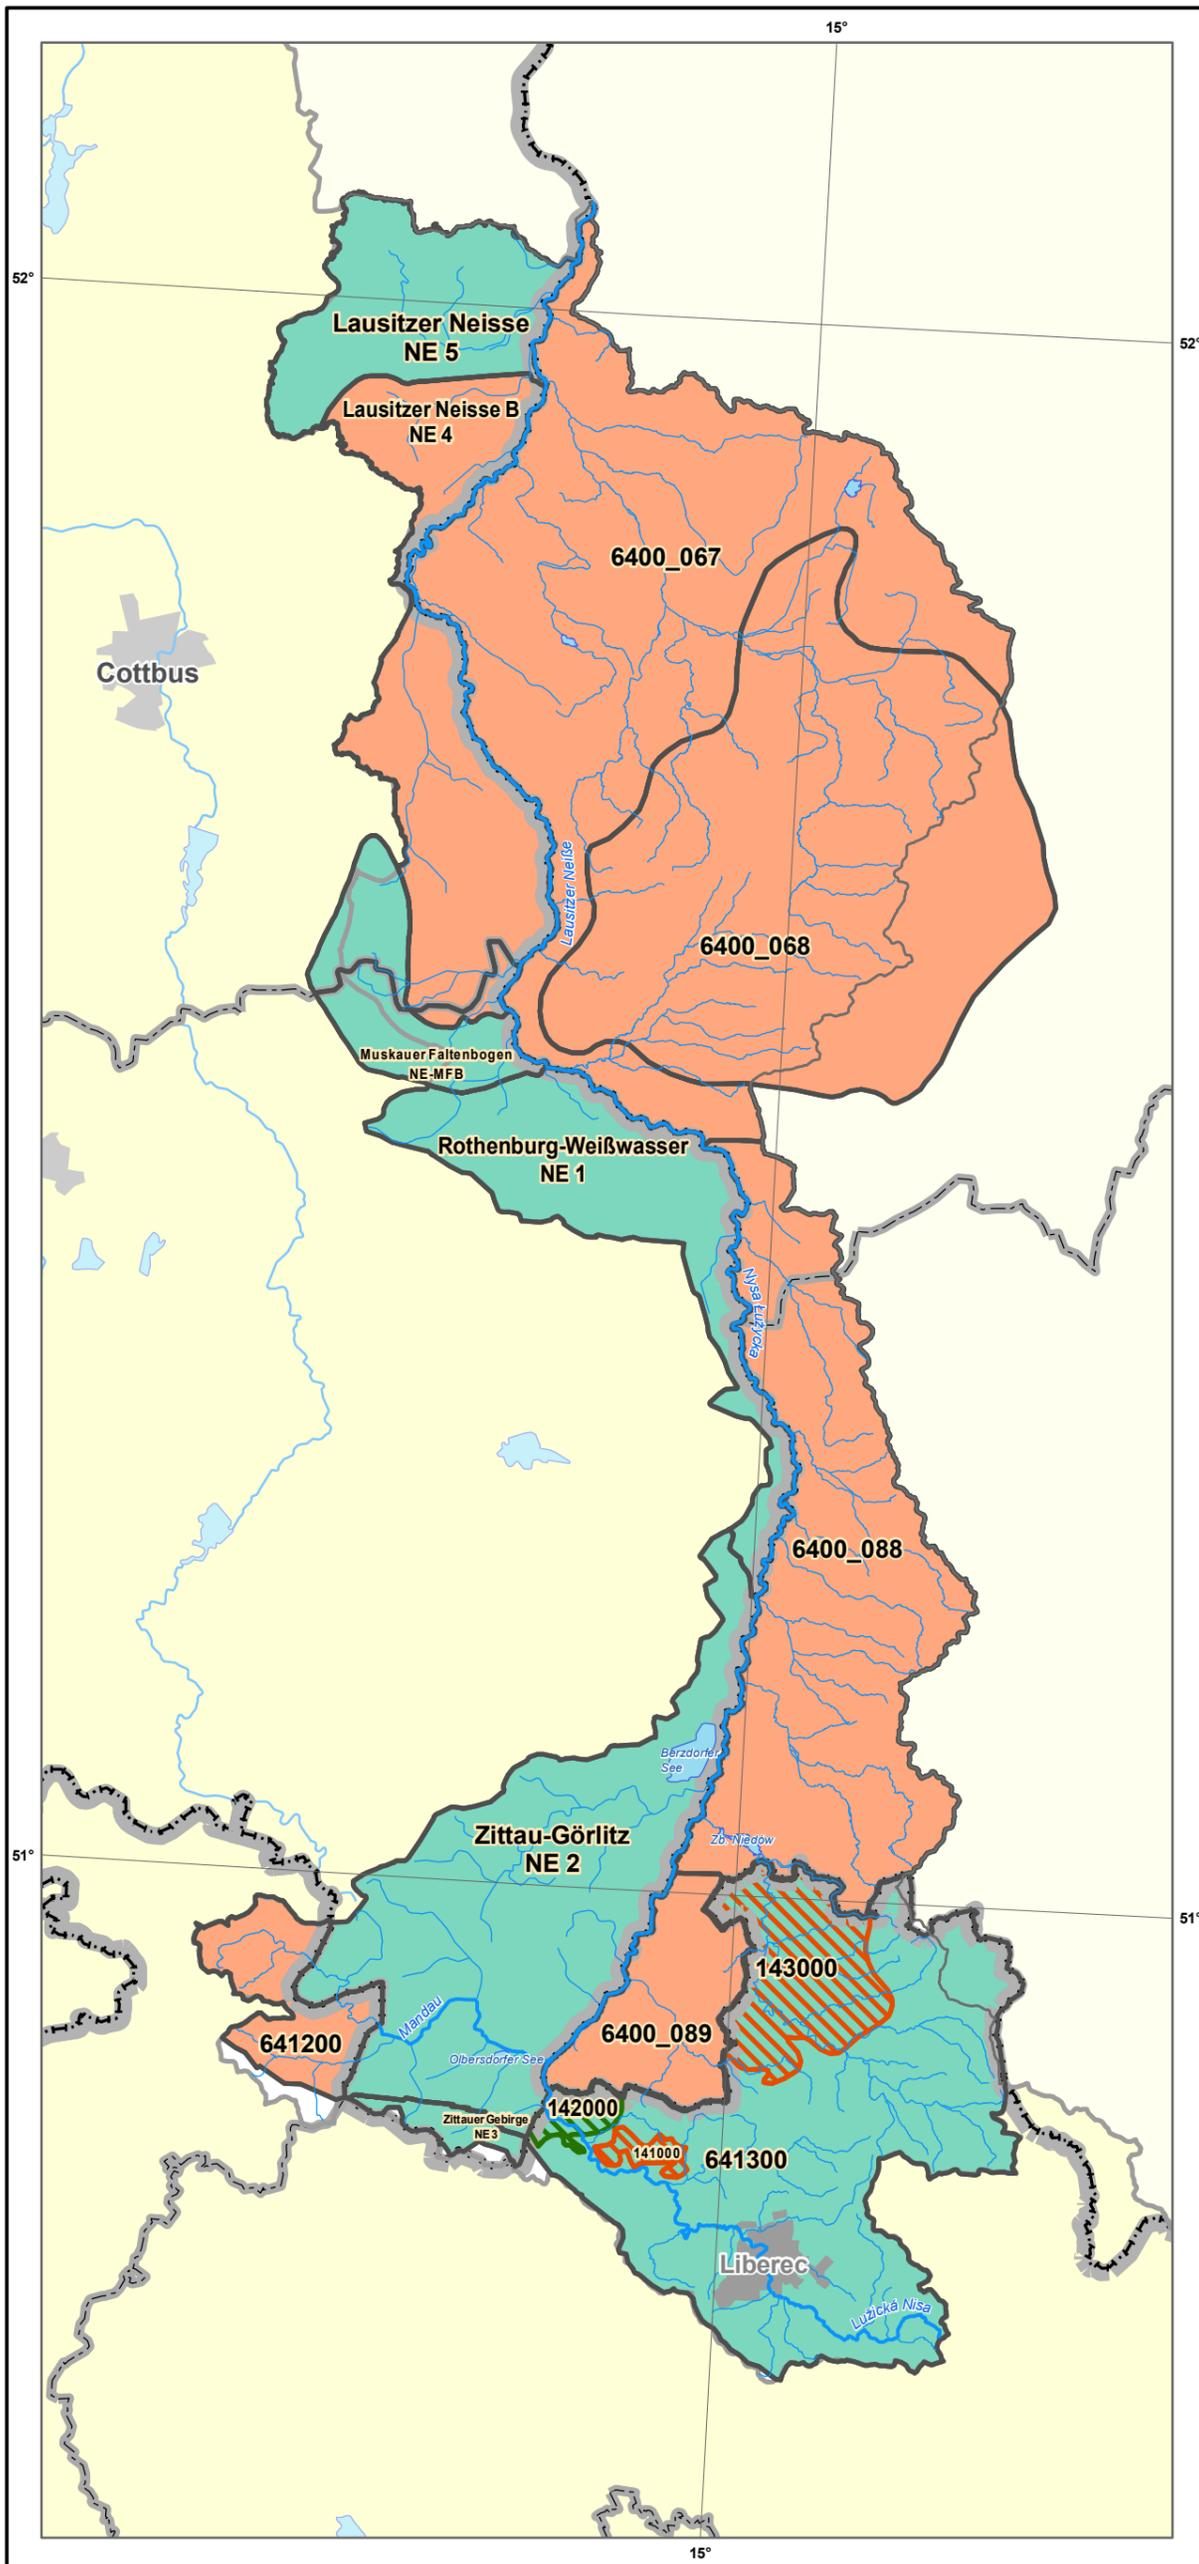 15°
52°
52°
Lausitzer Neisse
NE 5
Lausitzer Neisse B
NE 4
6400_067
Cottbus
Lausitzer Neiße
6400_068
Muskauer Faltenbogen
NE-MFB
Rothenburg-Weißwasser
NE 1
Nysa Łużycka
6400_088
Berzdorfer
See
Zittau-Görlitz
NE 2
Zb. Niedów
51°
51°
143000
Mandau
641200
6400_089
Olbersdorfer See
142000
Zittauer Gebirge
NE3
141000
641300
Liberec
Lužická Nisa
15°